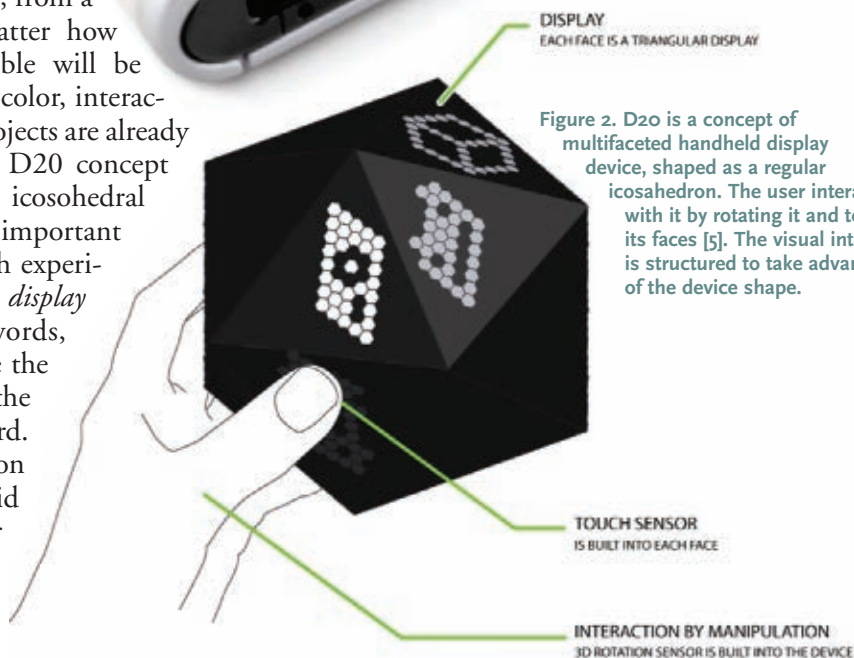 , from a
atter how
ble will be
color, interac-
ojects are already
D20 concept
icosohedral
important
h experi-
display
words,
e the
the
rd.
on
id
DISPLAY
EACH FACE IS A TRIANGULAR DISPLAY
Figure 2. D20 is a concept of
multifaceted handheld display
device, shaped as a regular
icosahedron. The user intera
with it by rotating it and to
its faces [5]. The visual int
is structured to take advan
of the device shape.
TOUCH SENSOR
IS BUILT INTO EACH FACE
INTERACTION BY MANIPULATION
3D ROTATION SENSOR IS BUILT INTO THE DEVICE